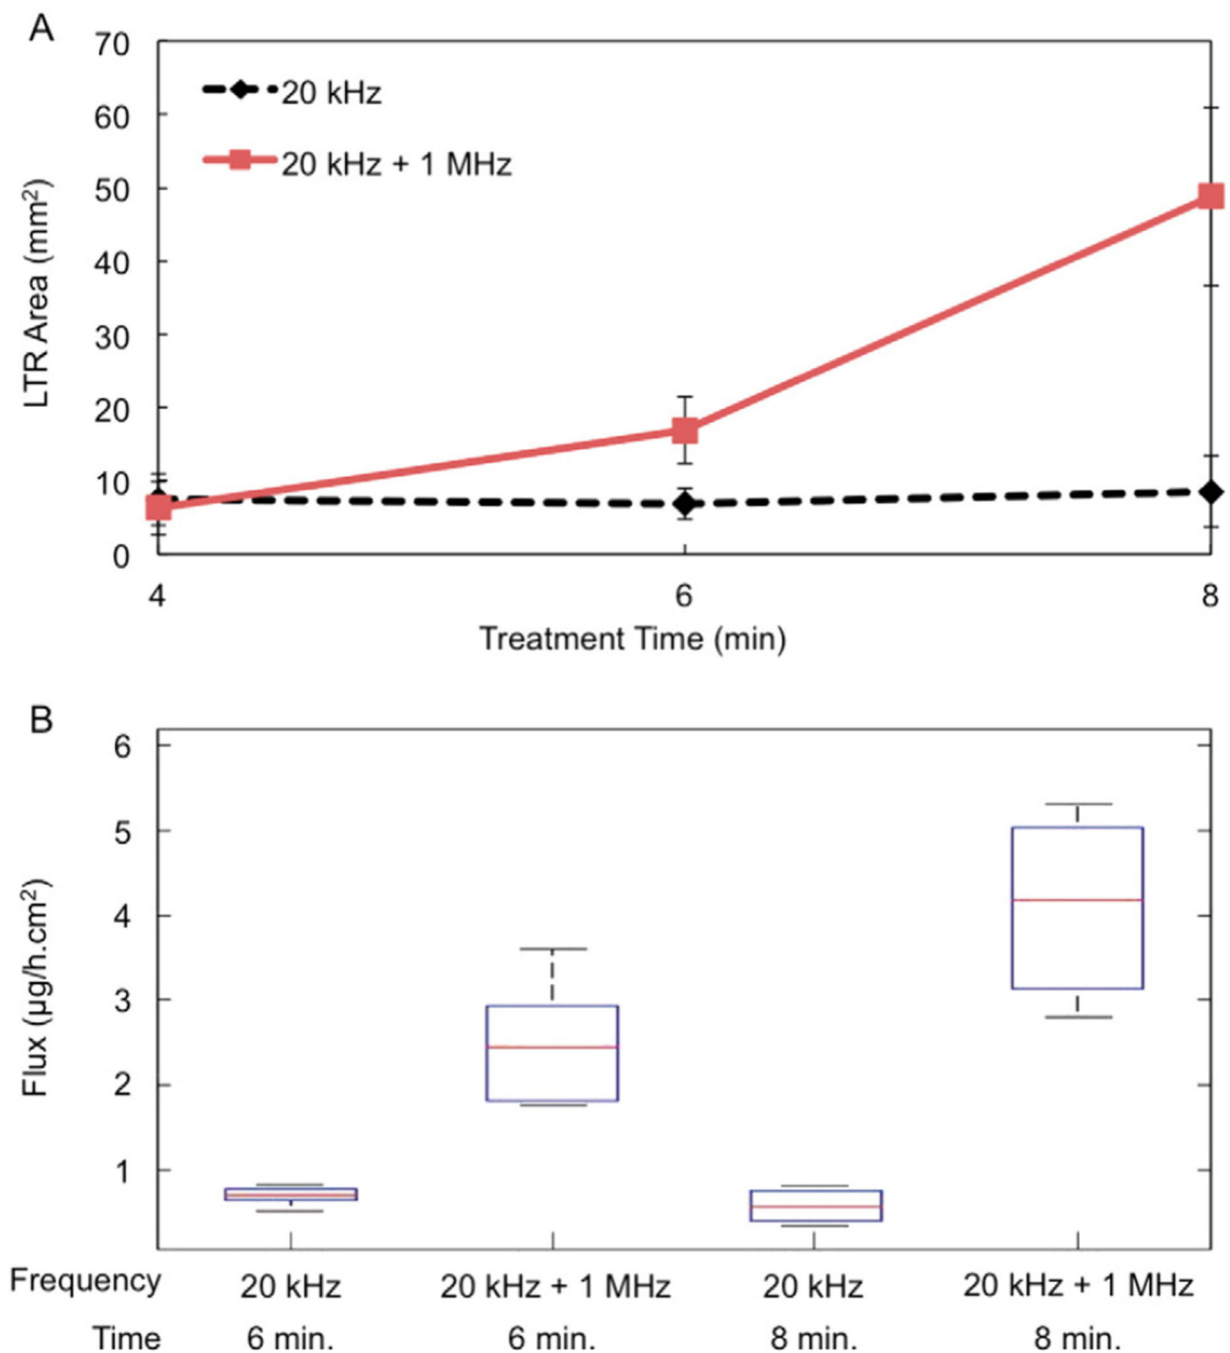 A
70
60
50
40
30
20
10
0
LTR Area (mm²)
20 kHz
20 kHz + 1 MHz
4 6 8
Treatment Time (min)
B
6
5
4
3
2
1
Flux (µg/h.cm²)
Frequency 20 kHz 20 kHz + 1 MHz 20 kHz 20 kHz + 1 MHz
Time 6 min. 6 min. 8 min. 8 min.